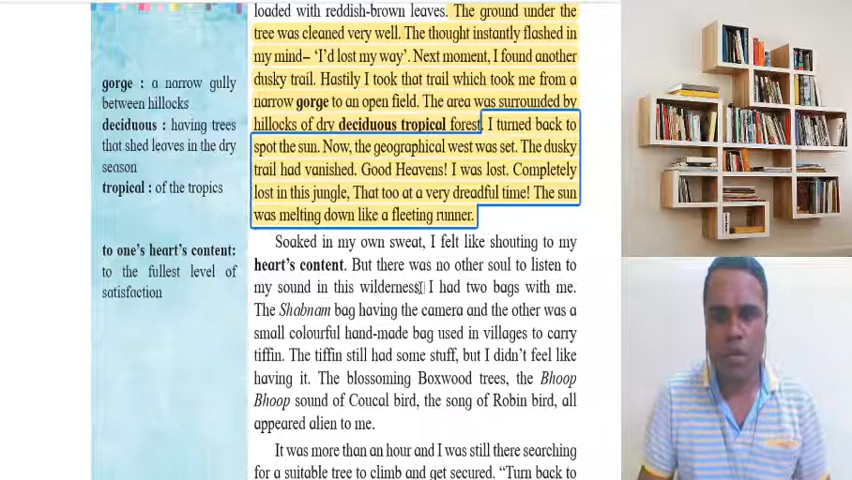 gorge : a narrow gully
between hillocks
deciduous : having trees
that shed leaves in the dry
season
tropical : of the tropics
to one's heart's content:
to the fullest level of
satisfaction
loaded with reddish-brown leaves. The ground under the
tree was cleaned very well. The thought instantly flashed in
my mind– ‘I'd lost my way’. Next moment, I found another
dusky trail. Hastily I took that trail which took me from a
narrow gorge to an open field. The area was surrounded by
hillocks of dry deciduous tropical forest. I turned back to
spot the sun. Now, the geographical west was set. The dusky
trail had vanished. Good Heavens! I was lost. Completely
lost in this jungle, That too at a very dreadful time! The sun
was melting down like a fleeting runner.
Soaked in my own sweat, I felt like shouting to my
heart's content. But there was no other soul to listen to
my sound in this wilderness. I had two bags with me.
The Shabnam bag having the camera and the other was a
small colourful hand-made bag used in villages to carry
tiffin. The tiffin still had some stuff, but I didn't feel like
having it. The blossoming Boxwood trees, the Bhoop
Bhoop sound of Coucal bird, the song of Robin bird, all
appeared alien to me.
It was more than an hour and I was still there searching
for a suitable tree to climb and get secured. “Turn back to